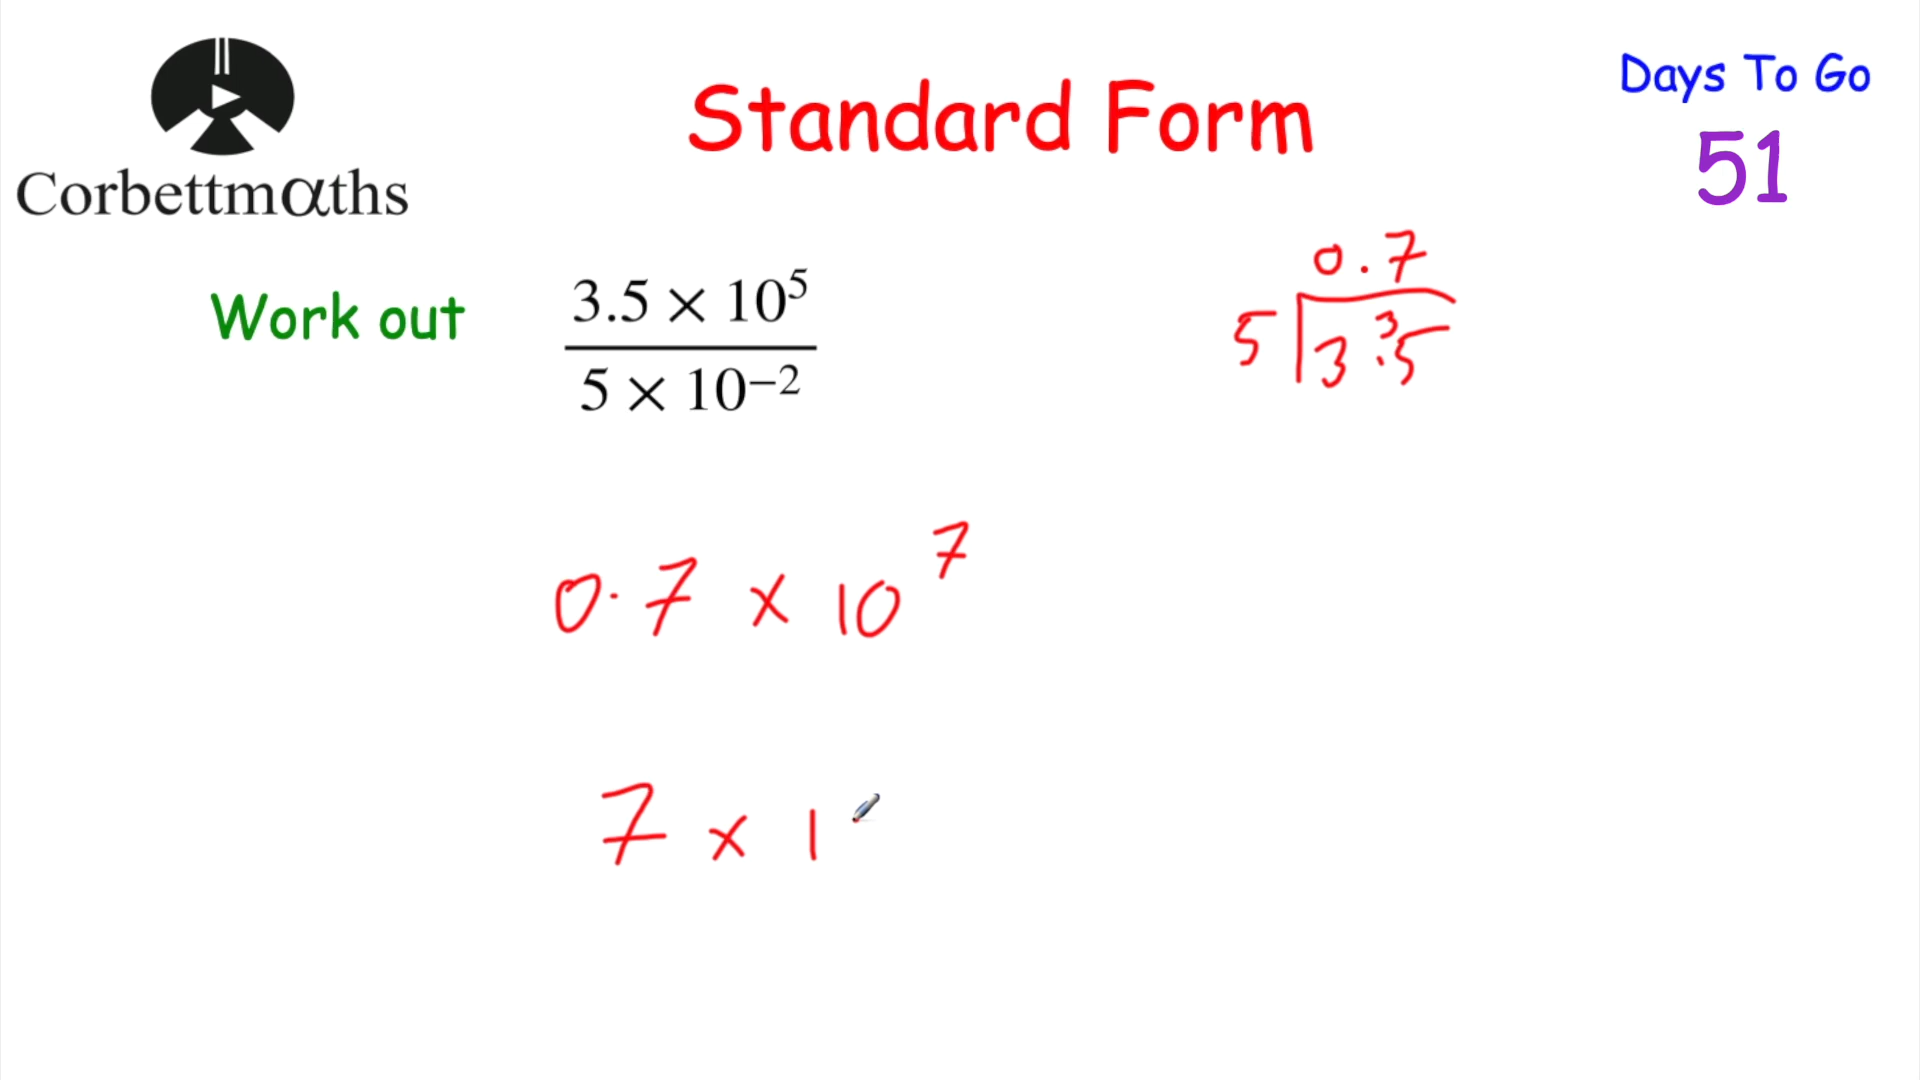 Corbettmαths
Standard Form
Days To Go
51
Work out
3.5 × 10⁵
5 × 10⁻²
0.7
5 3.³5
0.7 × 10⁷
7 × 1